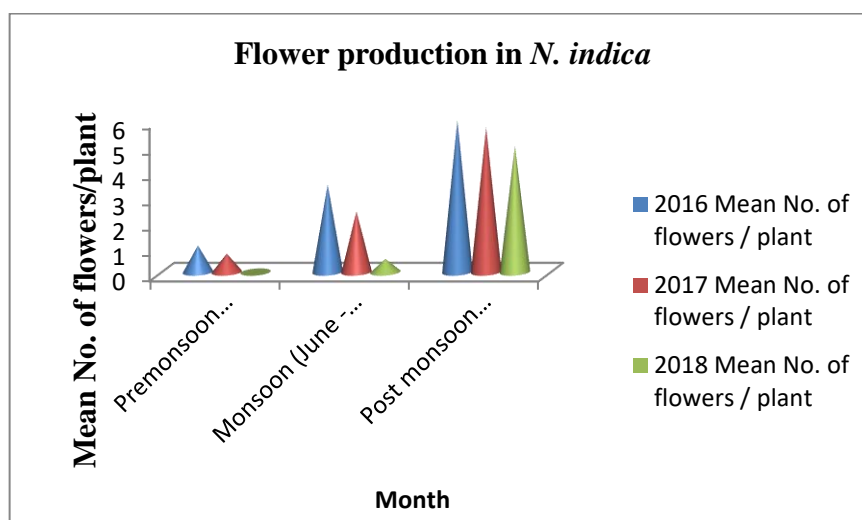 Flower production in N. indica
Mean No. of flowers/plant
6
5
4
3
2
1
0
Premonsoon...
Monsoon (June -...
Post monsoon...
Month
2016 Mean No. of
flowers / plant
2017 Mean No. of
flowers / plant
2018 Mean No. of
flowers / plant